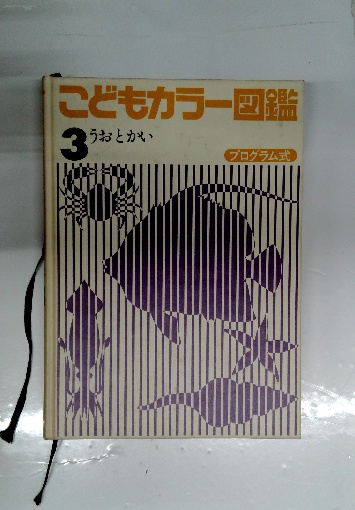 こどもカラー図鑑
3 うおとかい
プログラム式